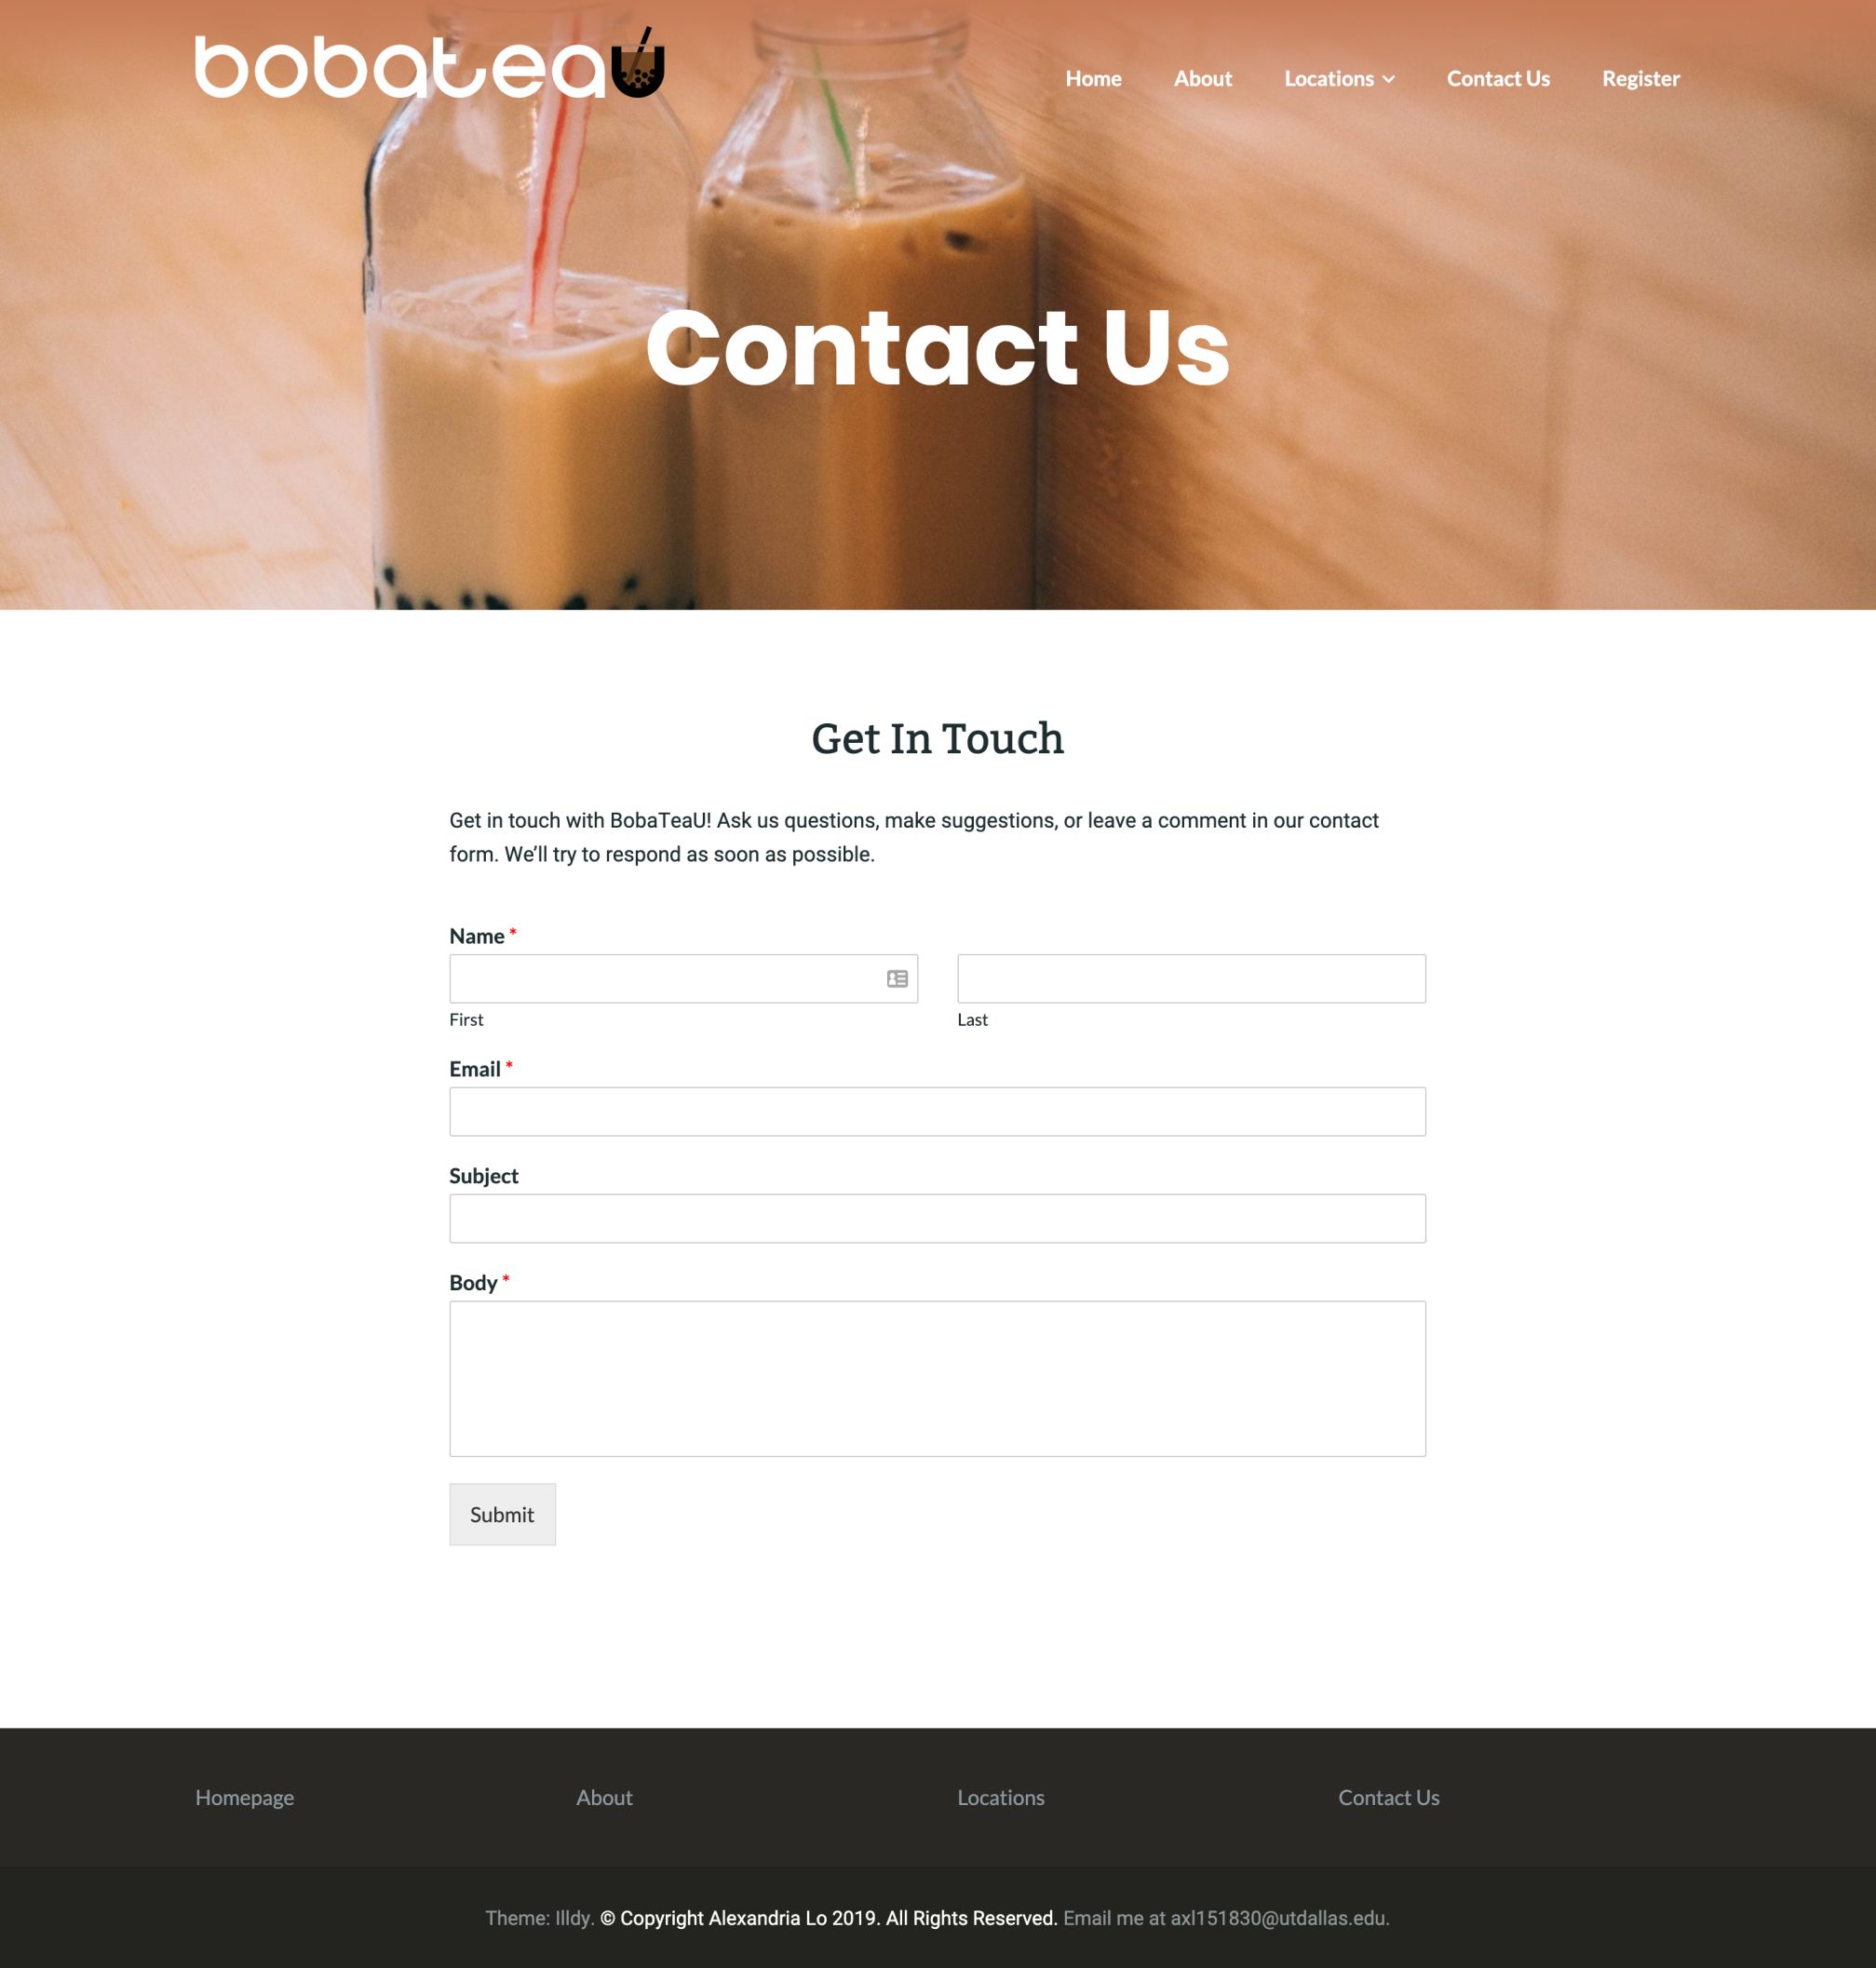 bobateau
Home About Locations Contact Us Register
Contact Us
Get In Touch
Get in touch with BobaTeaU! Ask us questions, make suggestions, or leave a comment in our contact
form. We’ll try to respond as soon as possible.
Name *
First Last
Email *
Subject
Body *
Submit
Homepage About Locations Contact Us
Theme: Illdy. © Copyright Alexandria Lo 2019. All Rights Reserved. Email me at axl151830@utdallas.edu.